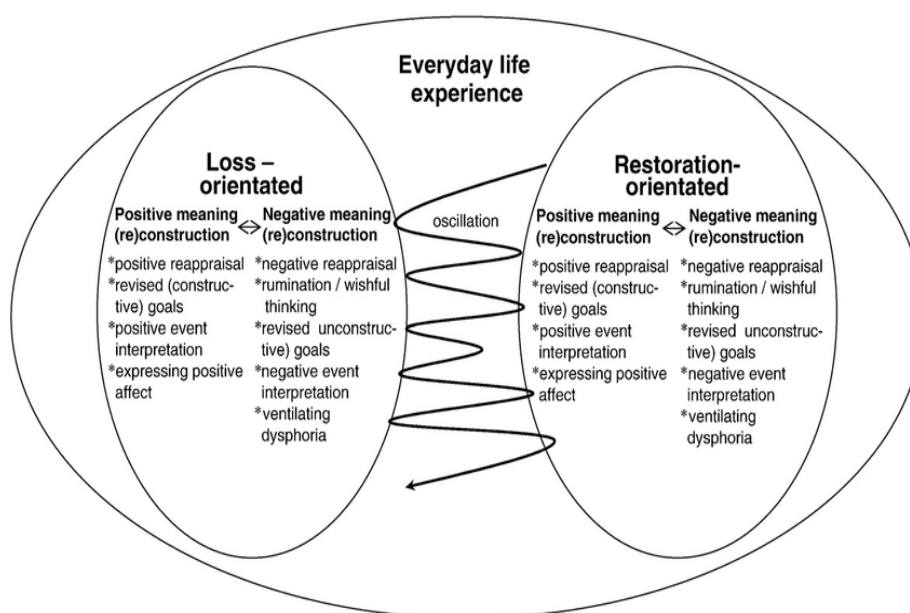 Everyday life
experience
Loss –
orientated
Positive meaning
(re)construction
Negative meaning
(re)construction
*positive reappraisal
*revised (construc-
tive) goals
*positive event
interpretation
*expressing positive
affect
*negative reappraisal
*rumination / wishful
thinking
*revised unconstruc-
tive) goals
*negative event
interpretation
*ventilating
dysphoria
oscillation
Restoration-
orientated
Positive meaning
(re)construction
Negative meaning
(re)construction
*positive reappraisal
*revised (construc-
tive) goals
*positive event
interpretation
*expressing positive
affect
*negative reappraisal
*rumination / wishful
thinking
*revised unconstruc-
tive) goals
*negative event
interpretation
*ventilating
dysphoria